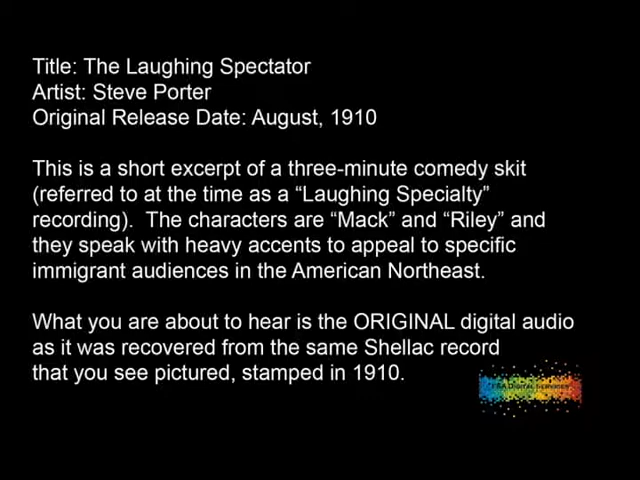 Title: The Laughing Spectator
Artist: Steve Porter
Original Release Date: August, 1910
This is a short excerpt of a three-minute comedy skit
(referred to at the time as a “Laughing Specialty”
recording).  The characters are “Mack” and “Riley” and
they speak with heavy accents to appeal to specific
immigrant audiences in the American Northeast.
What you are about to hear is the ORIGINAL digital audio
as it was recovered from the same Shellac record
that you see pictured, stamped in 1910.